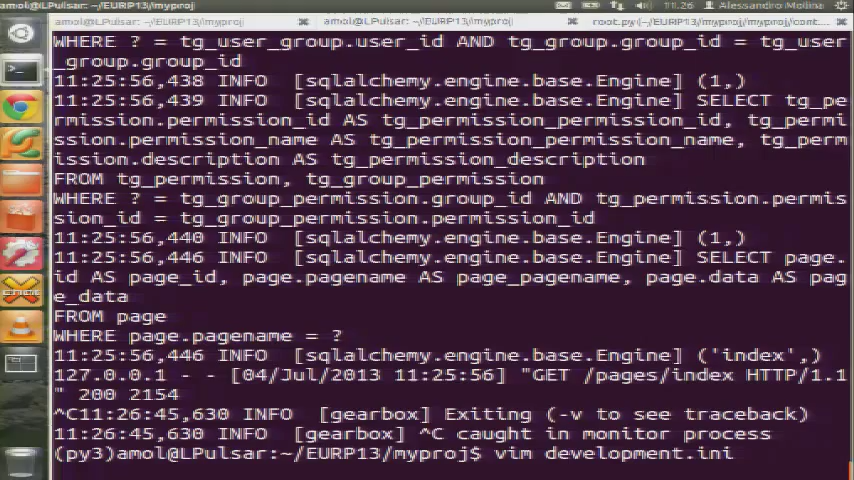 amol@LPulsar: ~/EURP13/myproj
11.26 Alessandro Molina
amol@LPulsar: ~/EURP13/myproj
amol@LPulsar: ~/EURP13/myproj
root.py (~/EURP13/myproj/myproj/cont...
WHERE ? = tg_user_group.user_id AND tg_group.group_id = tg_user
_group.group_id
11:25:56,438 INFO  [sqlalchemy.engine.base.Engine] (1,)
11:25:56,439 INFO  [sqlalchemy.engine.base.Engine] SELECT tg_pe
rmission.permission_id AS tg_permission_permission_id, tg_permi
ssion.permission_name AS tg_permission_permission_name, tg_perm
ission.description AS tg_permission_description
FROM tg_permission, tg_group_permission
WHERE ? = tg_group_permission.group_id AND tg_permission.permis
sion_id = tg_group_permission.permission_id
11:25:56,440 INFO  [sqlalchemy.engine.base.Engine] (1,)
11:25:56,446 INFO  [sqlalchemy.engine.base.Engine] SELECT page.
id AS page_id, page.pagename AS page_pagename, page.data AS pag
e_data
FROM page
WHERE page.pagename = ?
11:25:56,446 INFO  [sqlalchemy.engine.base.Engine] ('index',)
127.0.0.1 - - [04/Jul/2013 11:25:56] "GET /pages/index HTTP/1.1
" 200 2154
^C11:26:45,630 INFO  [gearbox] Exiting (-v to see traceback)
11:26:45,630 INFO  [gearbox] ^C caught in monitor process
(py3)amol@LPulsar:~/EURP13/myproj$ vim development.ini